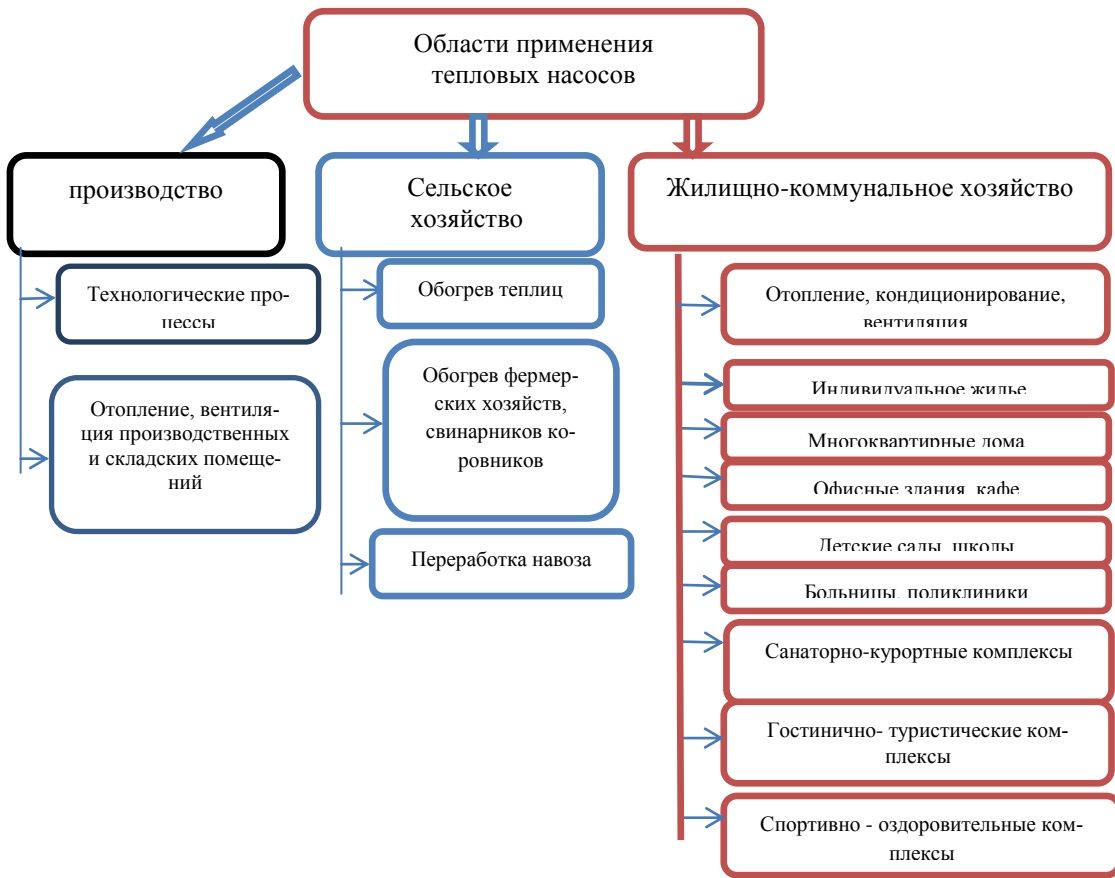 Области применения
тепловых насосов
производство
Технологические про-
цессы
Отопление, вентиля-
ция производственных
и складских помеще-
ний
Сельское
хозяйство
Обогрев теплиц
Обогрев фермер-
ских хозяйств,
свинарников ко-
ровников
Переработка навоза
Жилищно-коммунальное хозяйство
Отопление, кондиционирование,
вентиляция
Индивидуальное жилье
Многоквартирные дома
Офисные здания, кафе
Детские сады, школы
Больницы, поликлиники
Санаторно-курортные комплексы
Гостинично- туристические ком-
плексы
Спортивно - оздоровительные ком-
плексы